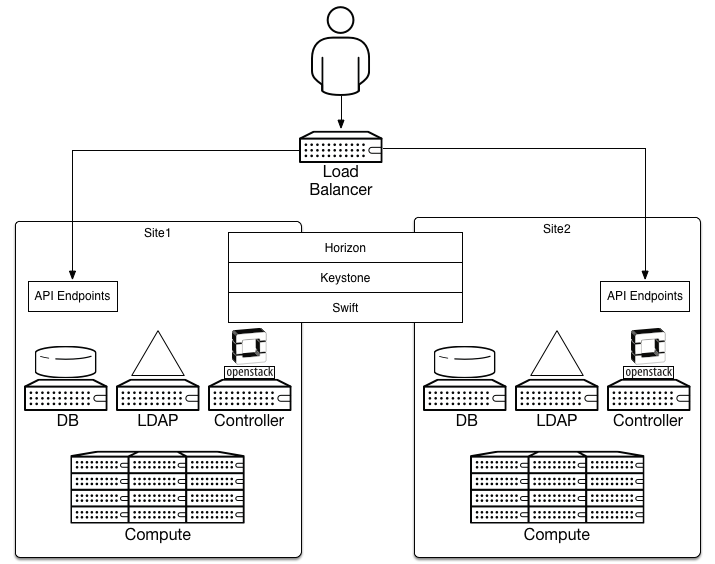 Load
Balancer
Site1
Site2
Horizon
Keystone
Swift
API Endpoints
API Endpoints
openstack
openstack
DB
LDAP
Controller
DB
LDAP
Controller
Compute
Compute